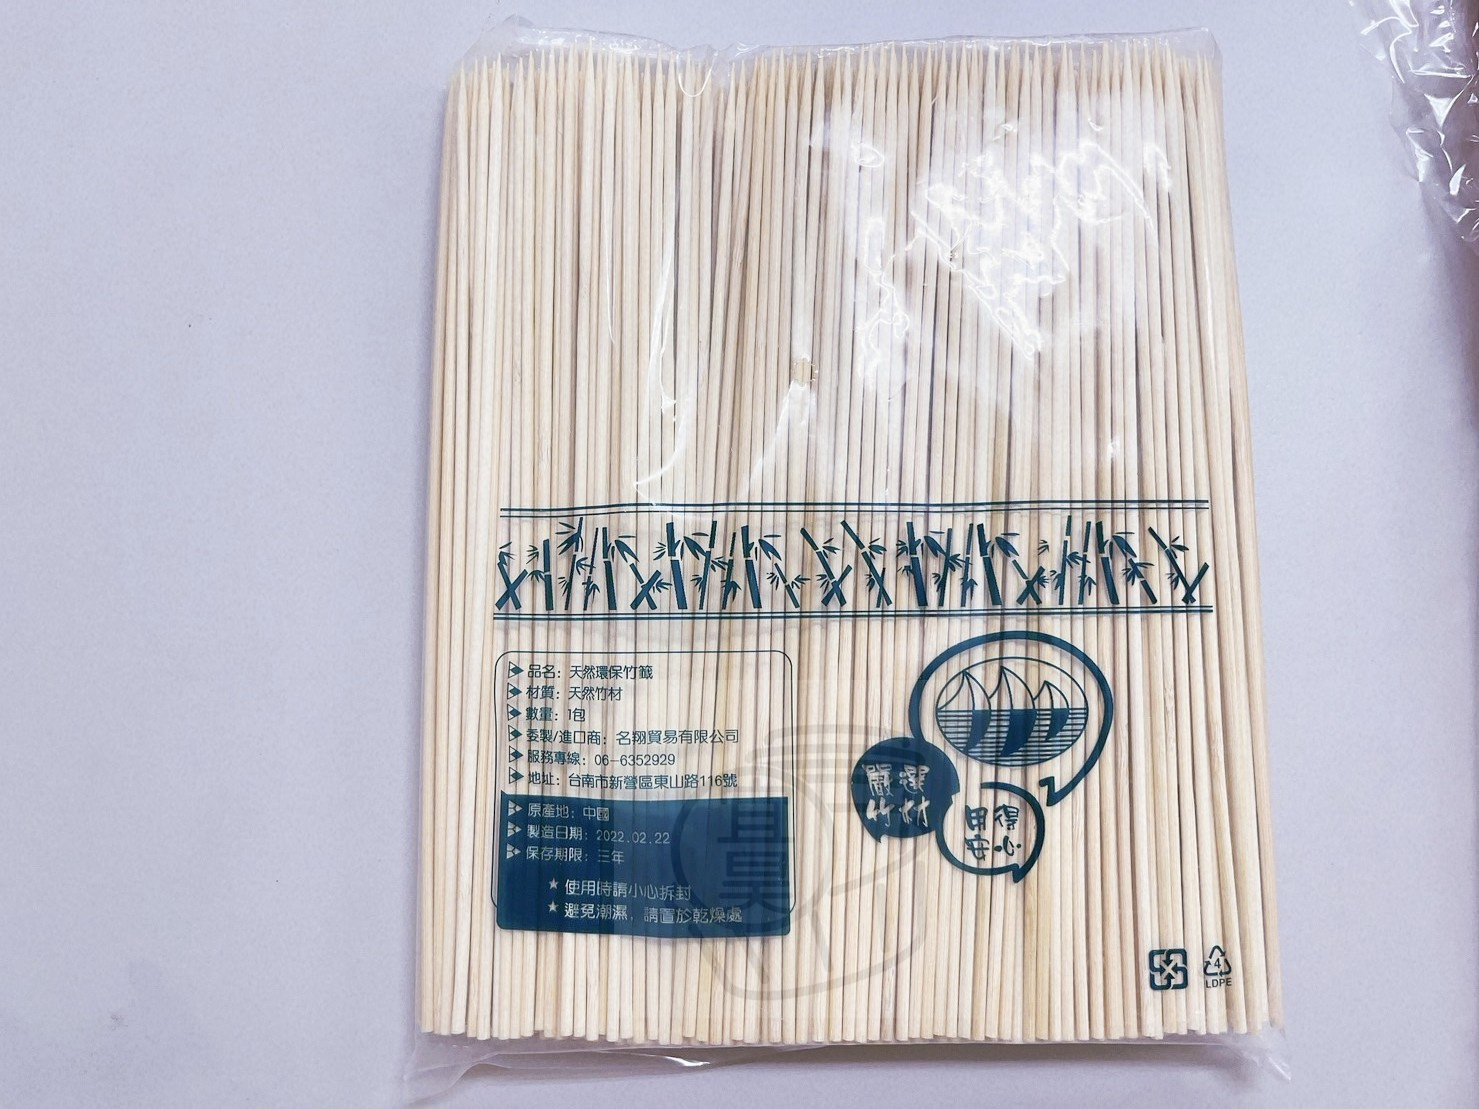 品名：天然環保竹籤
材質：天然竹材
數量：1包
委製/進口商：名翔貿易有限公司
服務專線：06-6352929
地址：台南市新營區東山路116號
原產地：中國
製造日期：2022.02.22
保存期限：三年
★使用時請小心拆封
★避免潮濕，請置於乾燥處
嚴選
竹材
用得
安心
4
LDPE